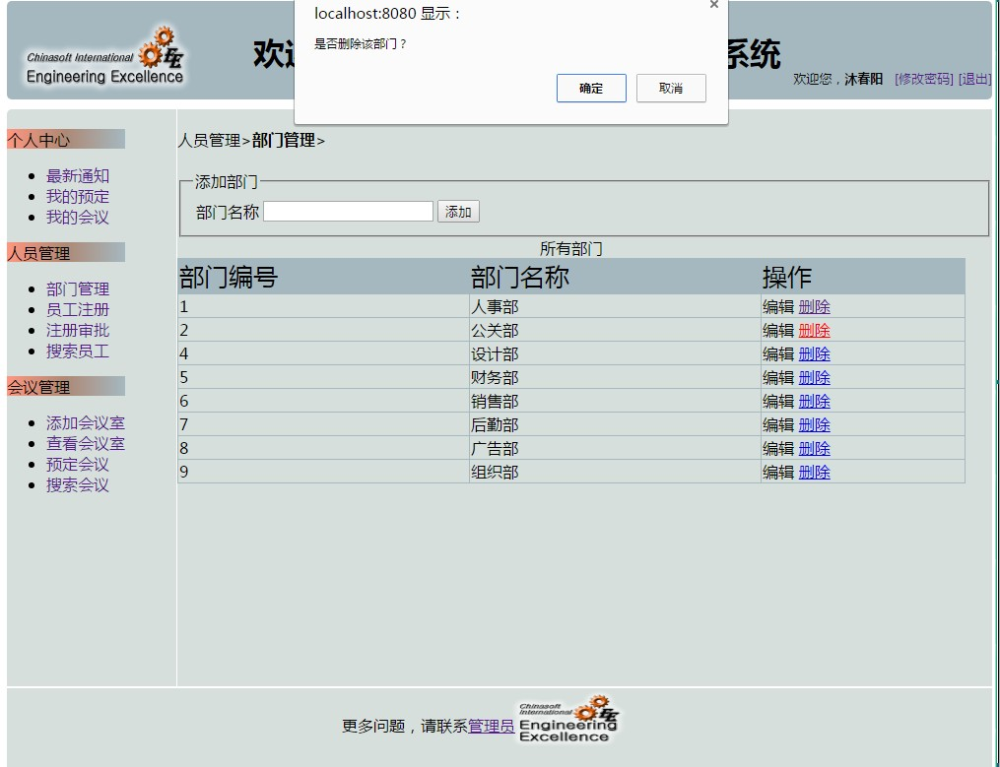 localhost:8080 显示：
是否删除该部门？
确定 取消
Chinasoft International
Engineering Excellence
欢 系统
欢迎您，沐春阳 [修改密码] [退出]
个人中心
最新通知
我的预定
我的会议
人员管理
部门管理
员工注册
注册审批
搜索员工
会议管理
添加会议室
查看会议室
预定会议
搜索会议
人员管理>部门管理>
添加部门
部门名称 添加
所有部门
部门编号 部门名称 操作
1 人事部 编辑 删除
2 公关部 编辑 删除
4 设计部 编辑 删除
5 财务部 编辑 删除
6 销售部 编辑 删除
7 后勤部 编辑 删除
8 广告部 编辑 删除
9 组织部 编辑 删除
更多问题，请联系管理员
Chinasoft
International
Engineering
Excellence